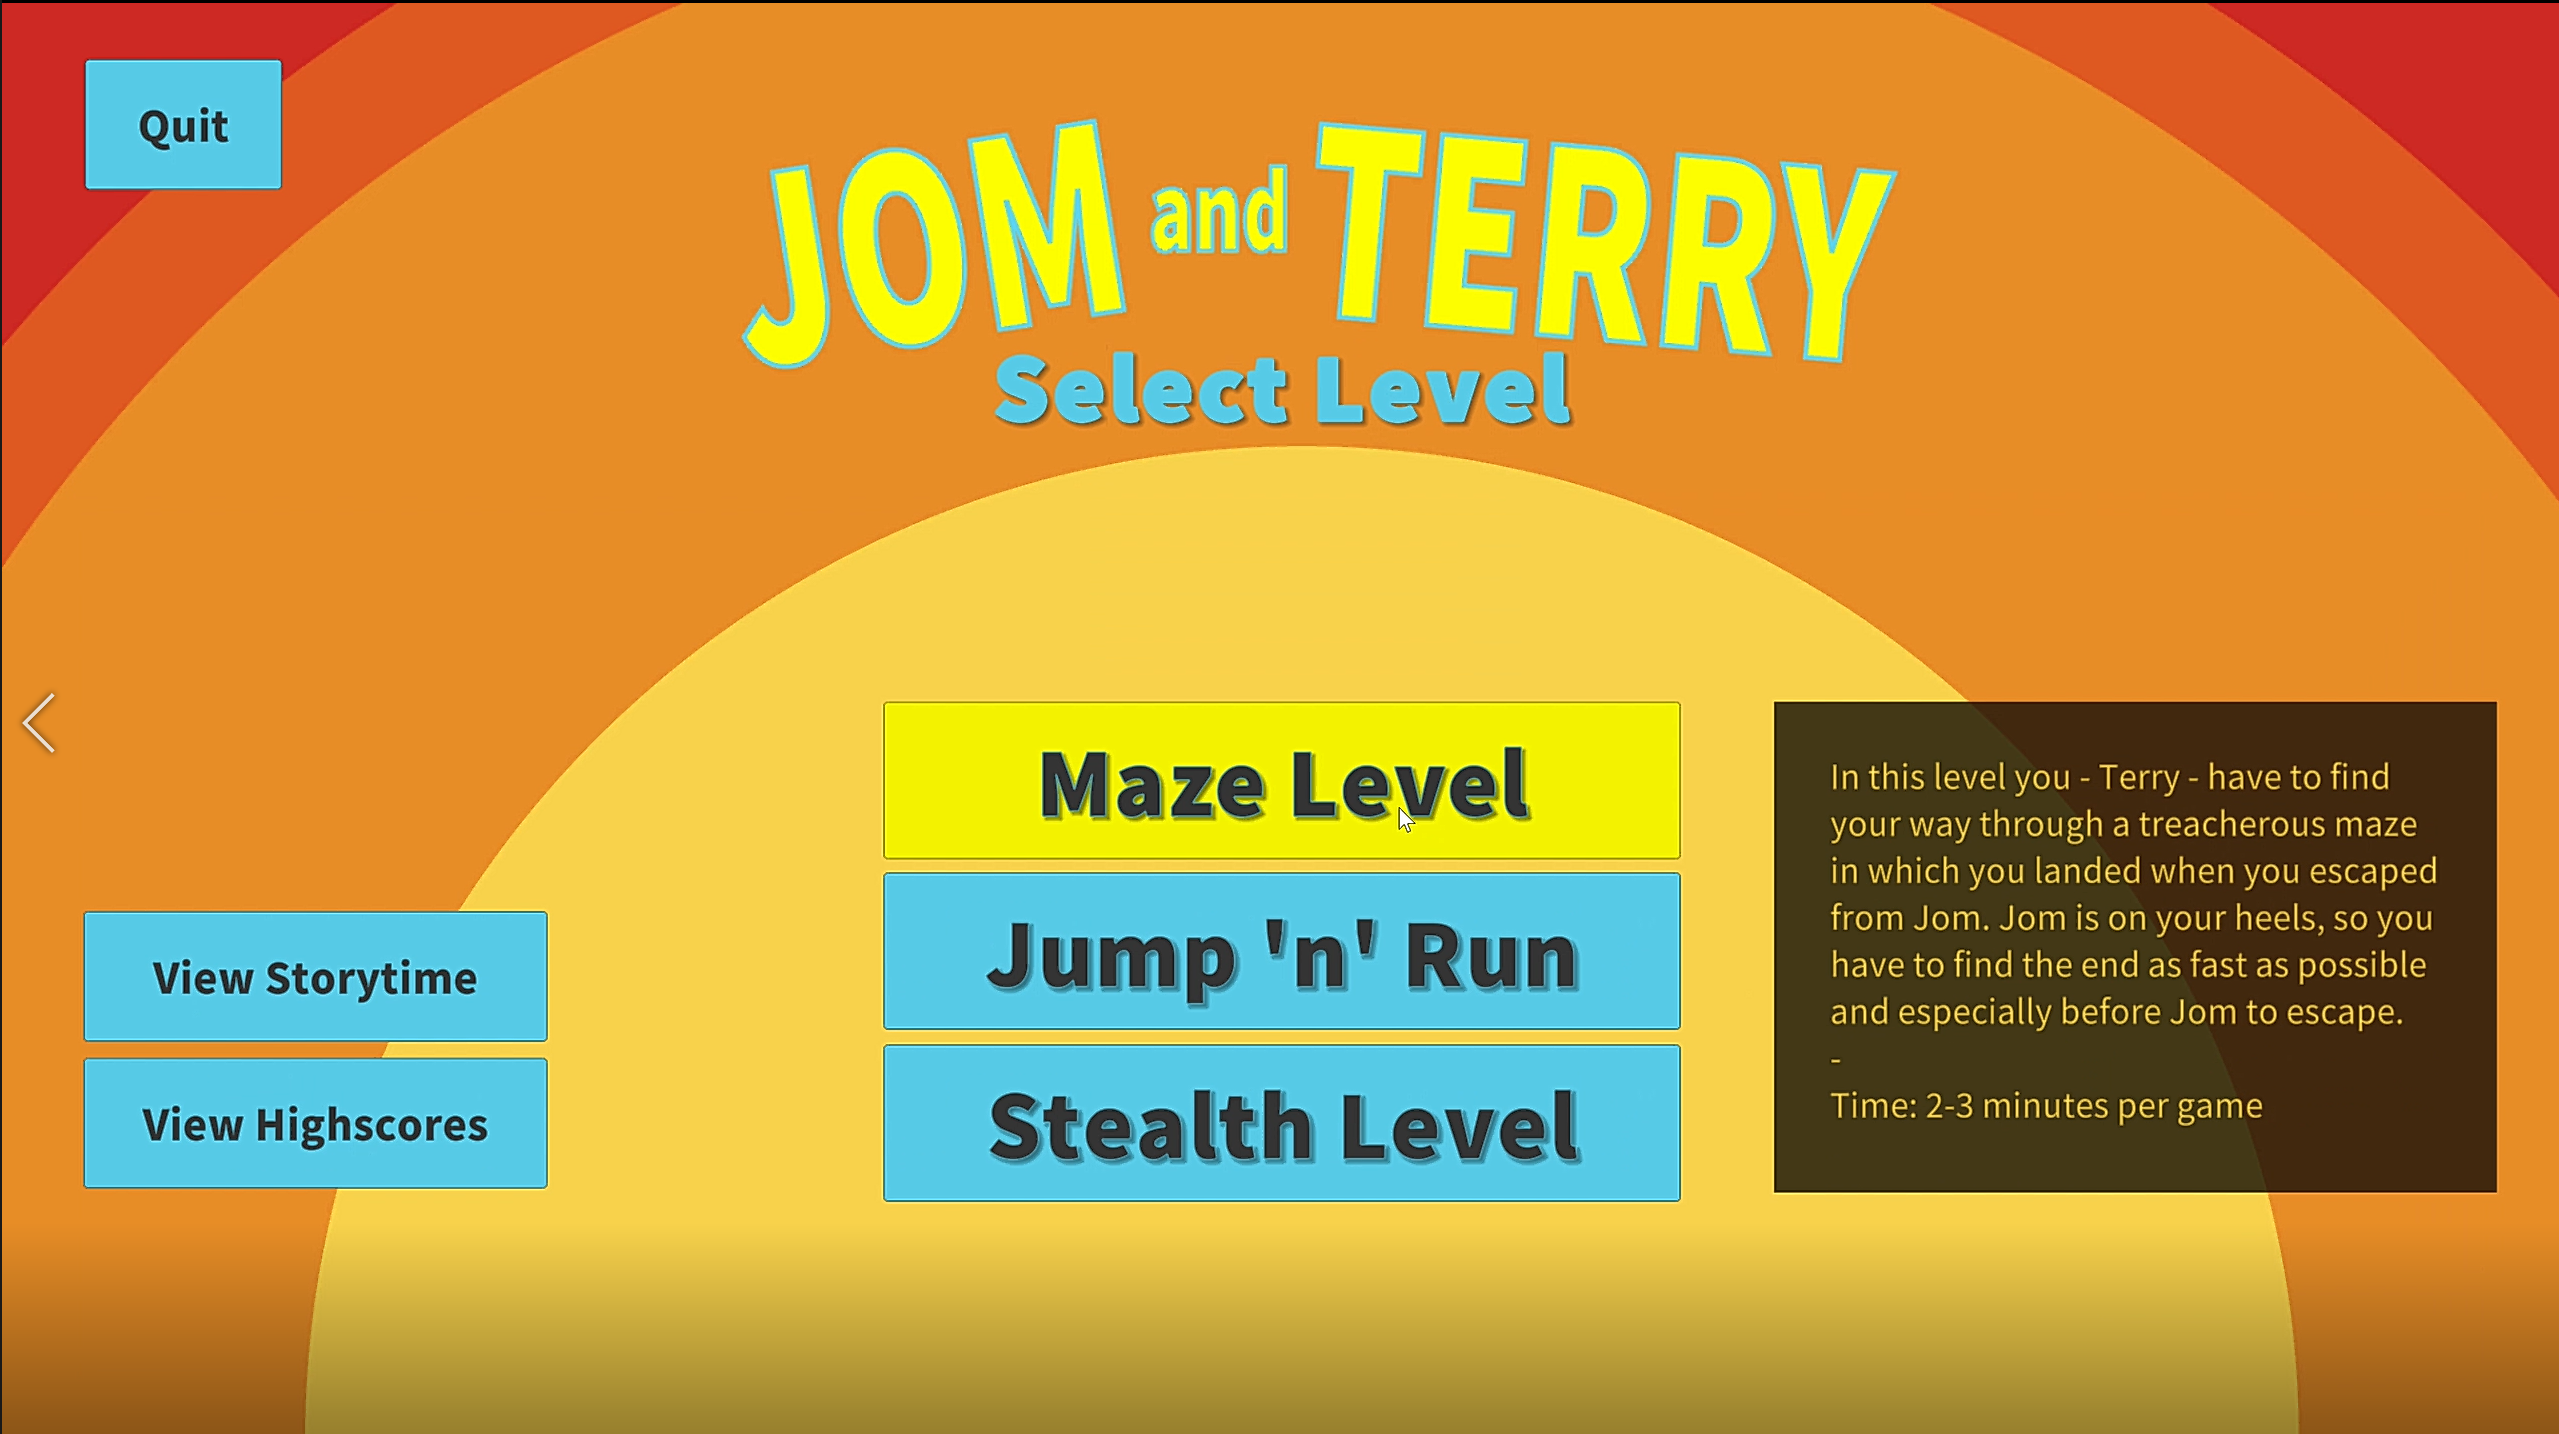 Quit
JOM and TERRY
Select Level
Maze Level
Jump 'n' Run
Stealth Level
View Storytime
View Highscores
In this level you - Terry - have to find
your way through a treacherous maze
in which you landed when you escaped
from Jom. Jom is on your heels, so you
have to find the end as fast as possible
and especially before Jom to escape.
-
Time: 2-3 minutes per game